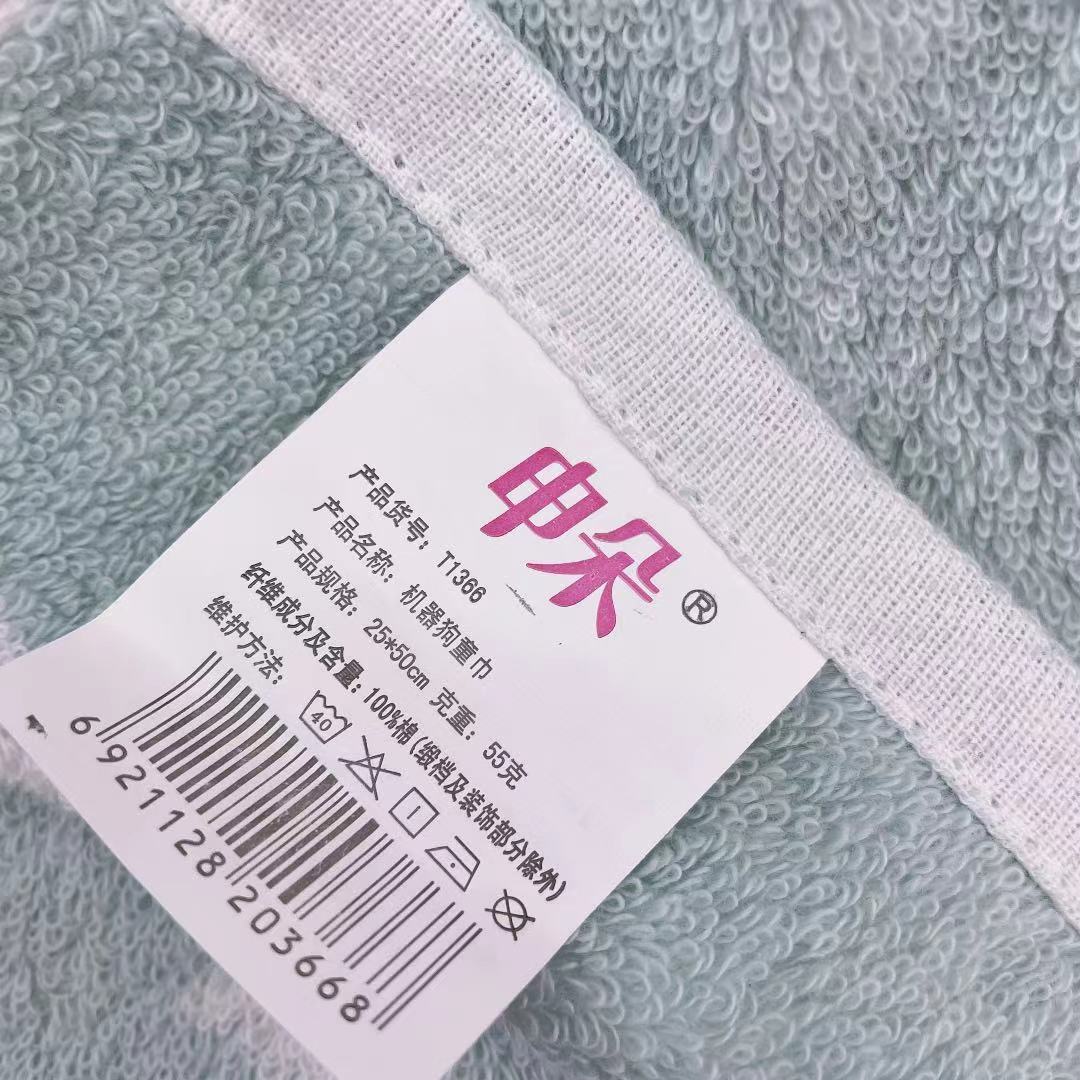 申朵®
产品货号：T1366
产品名称：机器狗童巾
产品规格：25*50cm 克重：55克
纤维成分及含量：100%棉(缎档及装饰部分除外)
维护方法：
40
6921128203668